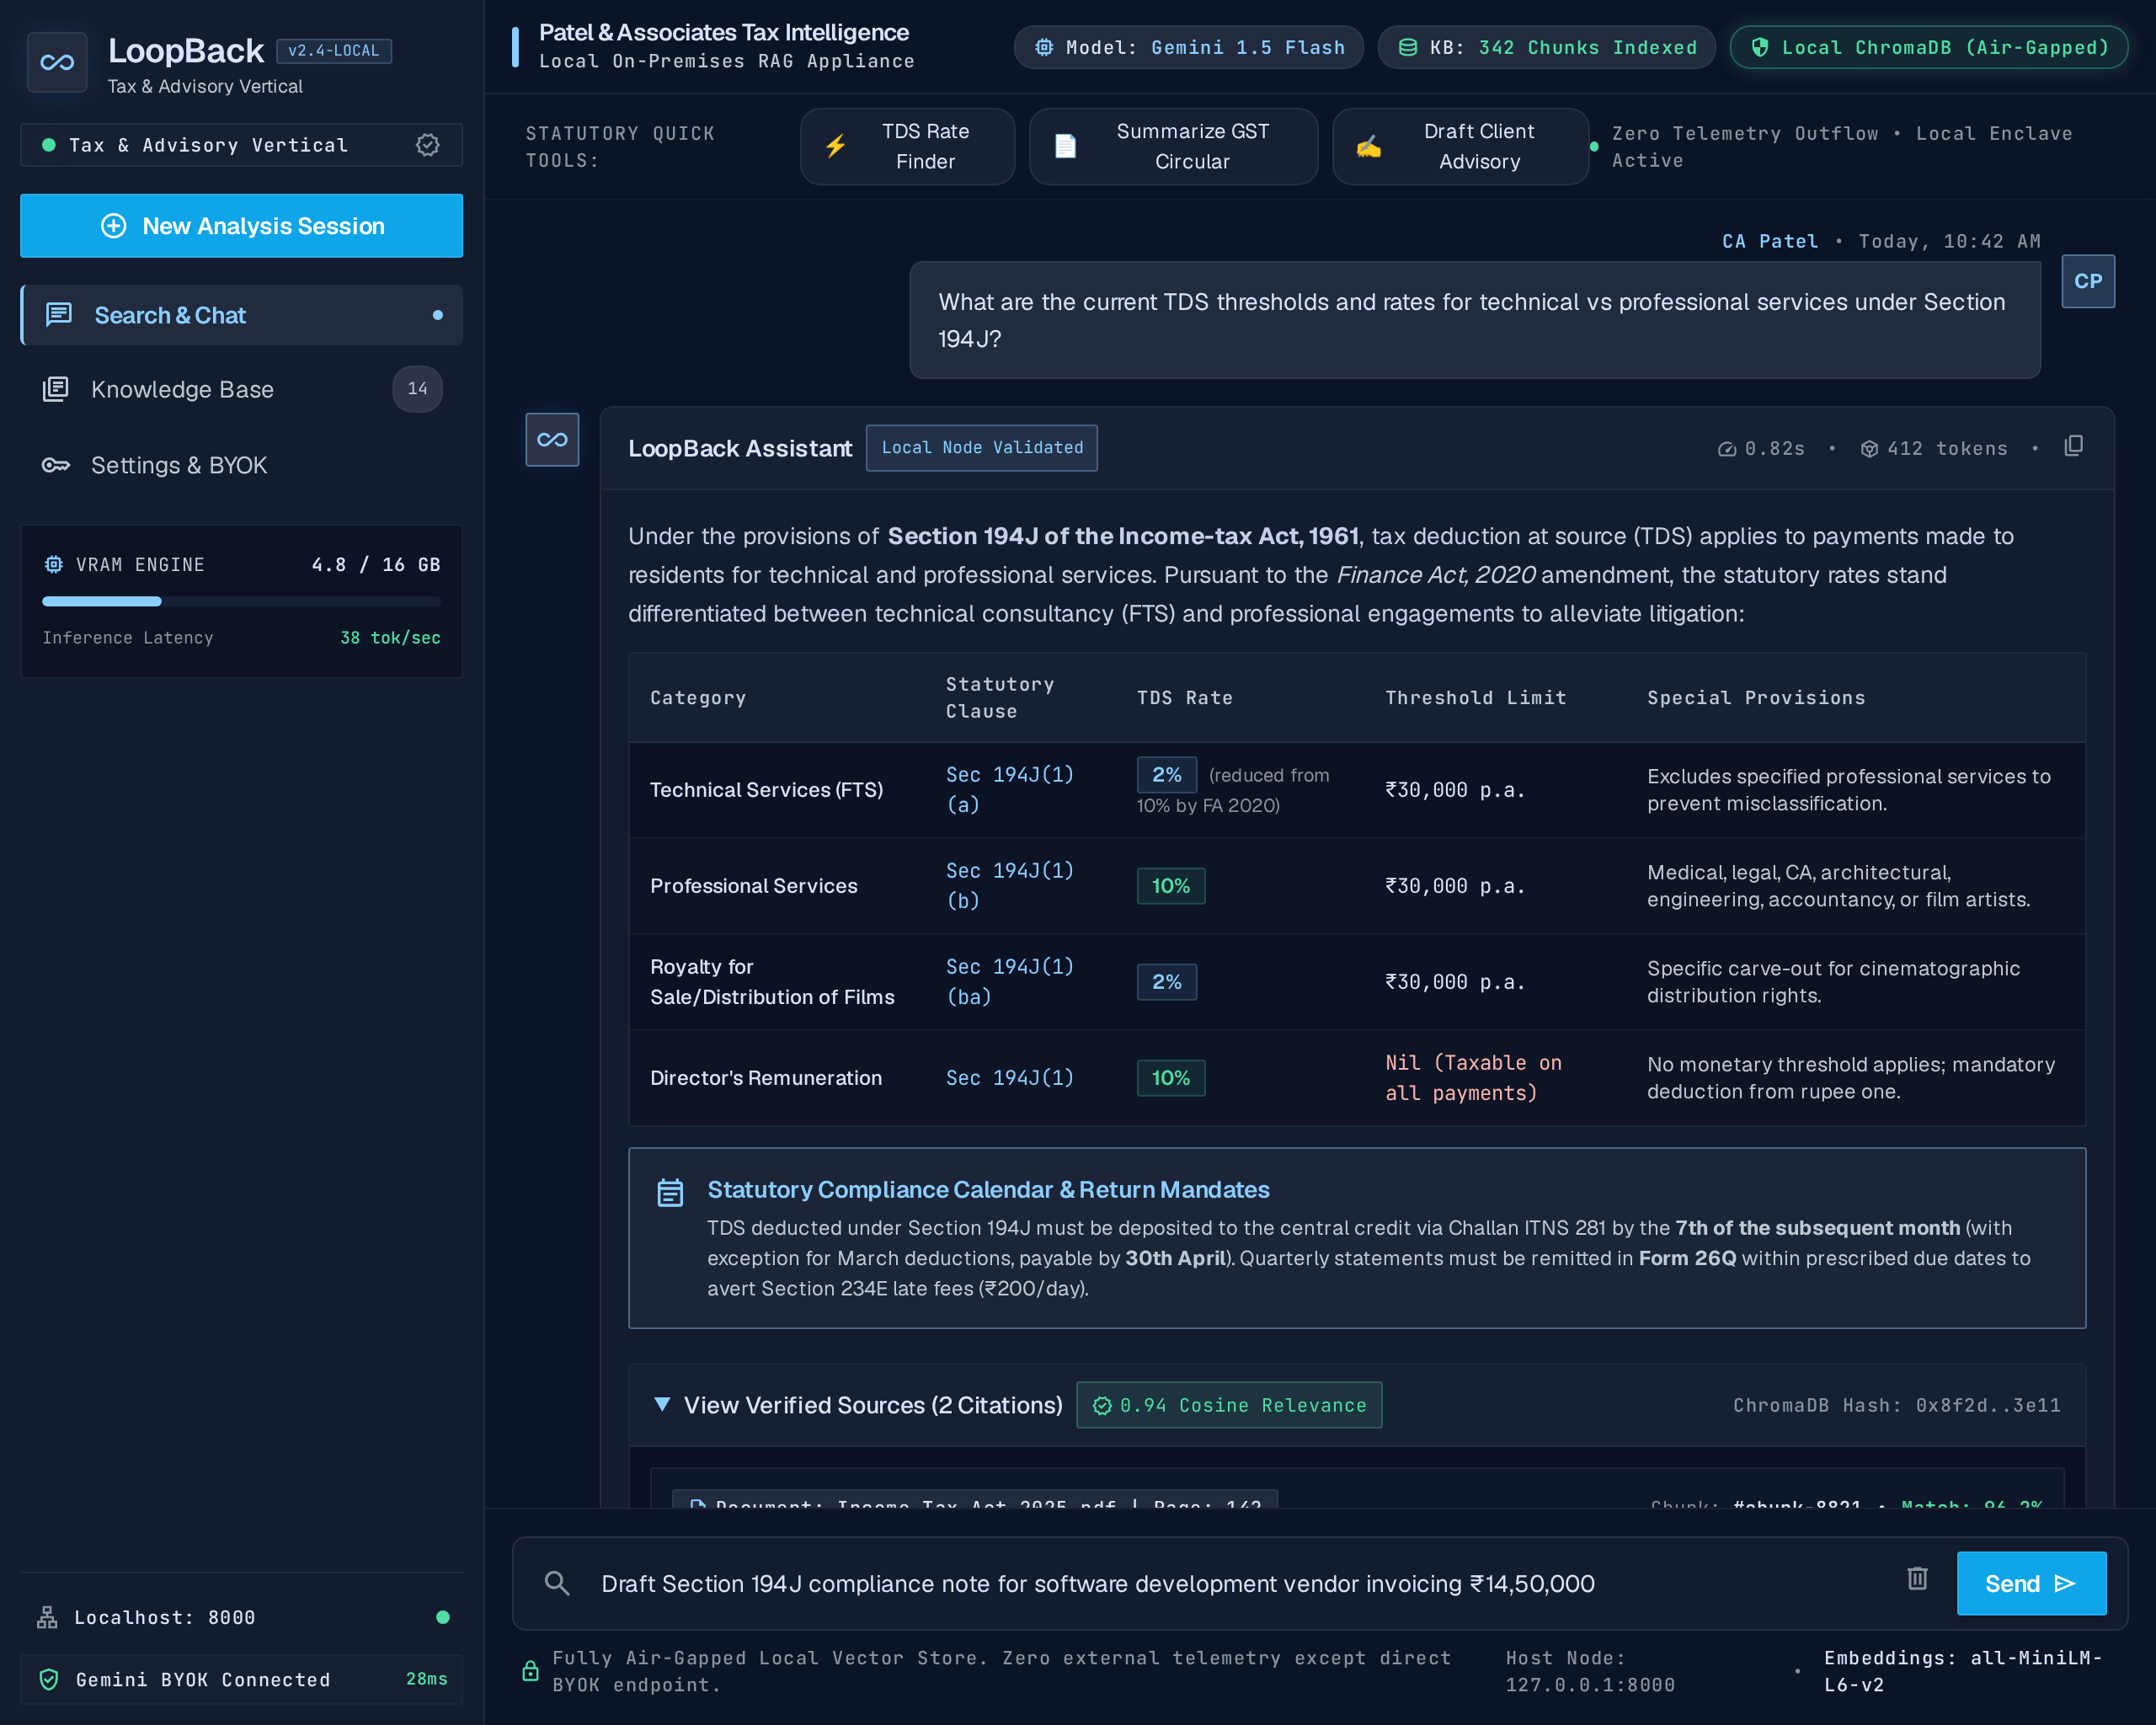 LoopBack v2.4-LOCAL
Tax & Advisory Vertical
Tax & Advisory Vertical
New Analysis Session
Search & Chat
Knowledge Base 14
Settings & BYOK
VRAM ENGINE 4.8 / 16 GB
Inference Latency 38 tok/sec
Localhost: 8000
Gemini BYOK Connected 28ms
Patel & Associates Tax Intelligence
Local On-Premises RAG Appliance
Model: Gemini 1.5 Flash
KB: 342 Chunks Indexed
Local ChromaDB (Air-Gapped)
STATUTORY QUICK
TOOLS:
TDS Rate
Finder
Summarize GST
Circular
Draft Client
Advisory
Zero Telemetry Outflow • Local Enclave
Active
CA Patel • Today, 10:42 AM
CP
What are the current TDS thresholds and rates for technical vs professional services under Section
194J?
LoopBack Assistant Local Node Validated 0.82s • 412 tokens •
Under the provisions of Section 194J of the Income-tax Act, 1961, tax deduction at source (TDS) applies to payments made to
residents for technical and professional services. Pursuant to the Finance Act, 2020 amendment, the statutory rates stand
differentiated between technical consultancy (FTS) and professional engagements to alleviate litigation:
Category
Statutory
Clause
TDS Rate
Threshold Limit
Special Provisions
Technical Services (FTS)
Sec 194J(1)
(a)
2% (reduced from
10% by FA 2020)
₹30,000 p.a.
Excludes specified professional services to
prevent misclassification.
Professional Services
Sec 194J(1)
(b)
10%
₹30,000 p.a.
Medical, legal, CA, architectural,
engineering, accountancy, or film artists.
Royalty for
Sale/Distribution of Films
Sec 194J(1)
(ba)
2%
₹30,000 p.a.
Specific carve-out for cinematographic
distribution rights.
Director's Remuneration
Sec 194J(1)
10%
Nil (Taxable on
all payments)
No monetary threshold applies; mandatory
deduction from rupee one.
Statutory Compliance Calendar & Return Mandates
TDS deducted under Section 194J must be deposited to the central credit via Challan ITNS 281 by the 7th of the subsequent month (with
exception for March deductions, payable by 30th April). Quarterly statements must be remitted in Form 26Q within prescribed due dates to
avert Section 234E late fees (₹200/day).
View Verified Sources (2 Citations) 0.94 Cosine Relevance ChromaDB Hash: 0x8f2d..3e11
Document: Income Tax Act 2025.pdf | Page: 142 Chunk: #chunk-8821 • Match: 96.2%
Draft Section 194J compliance note for software development vendor invoicing ₹14,50,000
Send
Fully Air-Gapped Local Vector Store. Zero external telemetry except direct
BYOK endpoint.
Host Node:
127.0.0.1:8000
•
Embeddings: all-MiniLM-
L6-v2